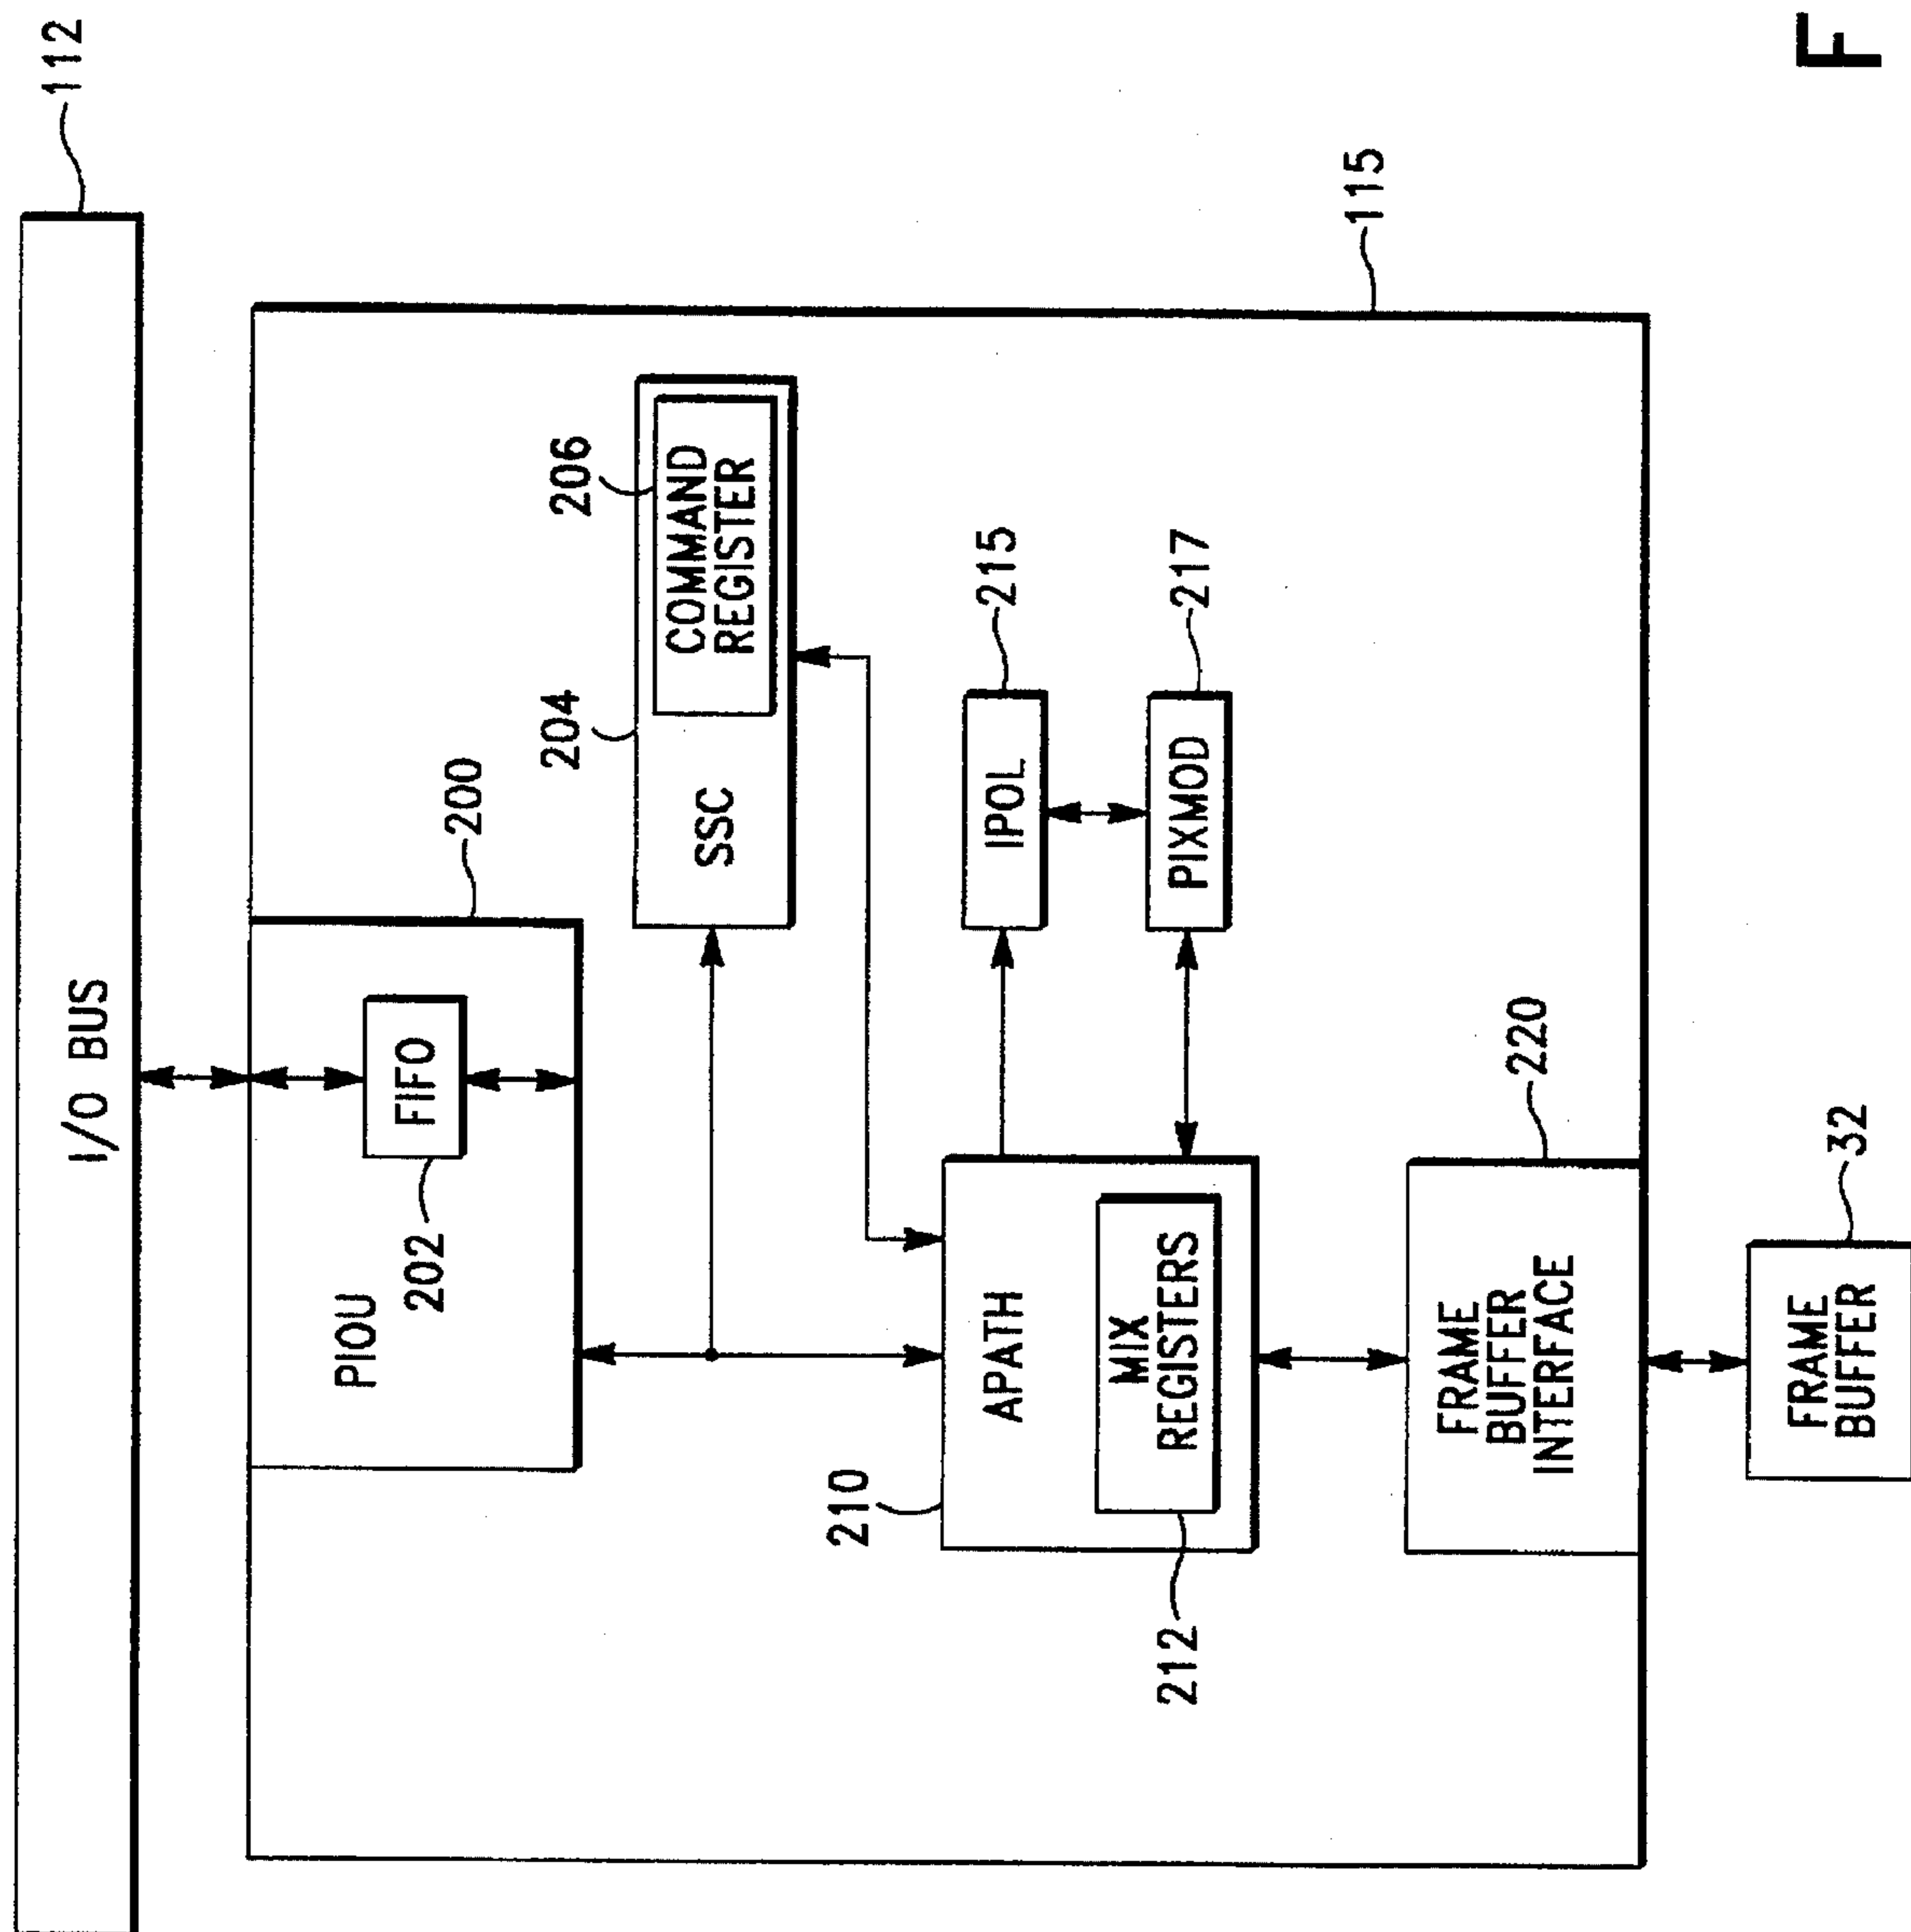 112
I/O BUS
115
PIOU
FIFO
202
200
204
206
SSC
COMMAND
REGISTER
210
APATH
MIX
REGISTERS
212
IPOL
215
PIXMOD
217
FRAME
BUFFER
INTERFACE
220
FRAME
BUFFER
32
F